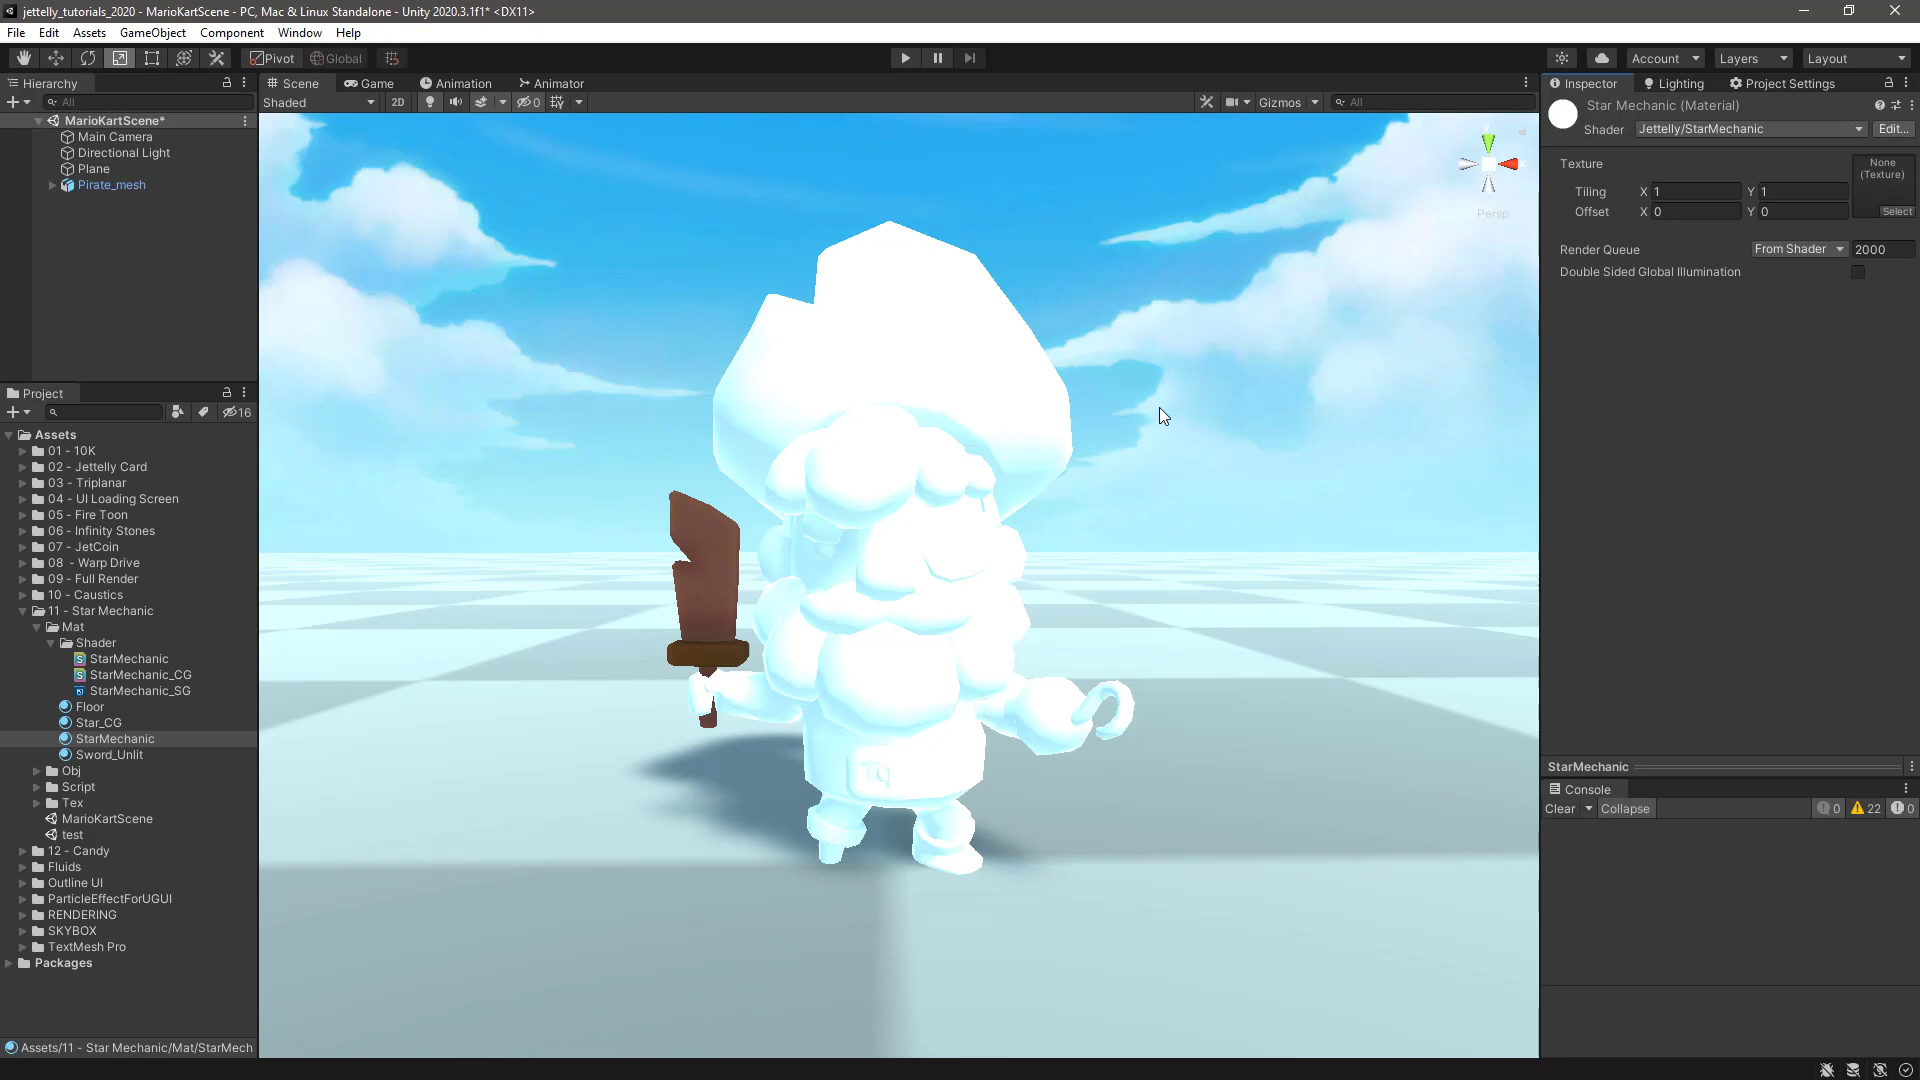 jettelly_tutorials_2020 - MarioKartScene - PC, Mac & Linux Standalone - Unity 2020.3.1f1* <DX11>
File Edit Assets GameObject Component Window Help
Pivot Global Account Layers Layout
Hierarchy
All
MarioKartScene*
Main Camera
Directional Light
Plane
Pirate_mesh
Project
16
Assets
01 - 10K
02 - Jettelly Card
03 - Triplanar
04 - UI Loading Screen
05 - Fire Toon
06 - Infinity Stones
07 - JetCoin
08 - Warp Drive
09 - Full Render
10 - Caustics
11 - Star Mechanic
Mat
Shader
StarMechanic
StarMechanic_CG
StarMechanic_SG
Floor
Star_CG
StarMechanic
Sword_Unlit
Obj
Script
Tex
MarioKartScene
test
12 - Candy
Fluids
Outline UI
ParticleEffectForUGUI
RENDERING
SKYBOX
TextMesh Pro
Packages
Assets/11 - Star Mechanic/Mat/StarMech
Scene Game Animation Animator
Shaded 2D 0 Gizmos All
Persp
Inspector Lighting Project Settings
Star Mechanic (Material)
Shader Jettelly/StarMechanic Edit...
Texture
None
(Texture)
Tiling X 1 Y 1
Offset X 0 Y 0
Select
Render Queue From Shader 2000
Double Sided Global Illumination
StarMechanic
Console
Clear Collapse 0 22 0